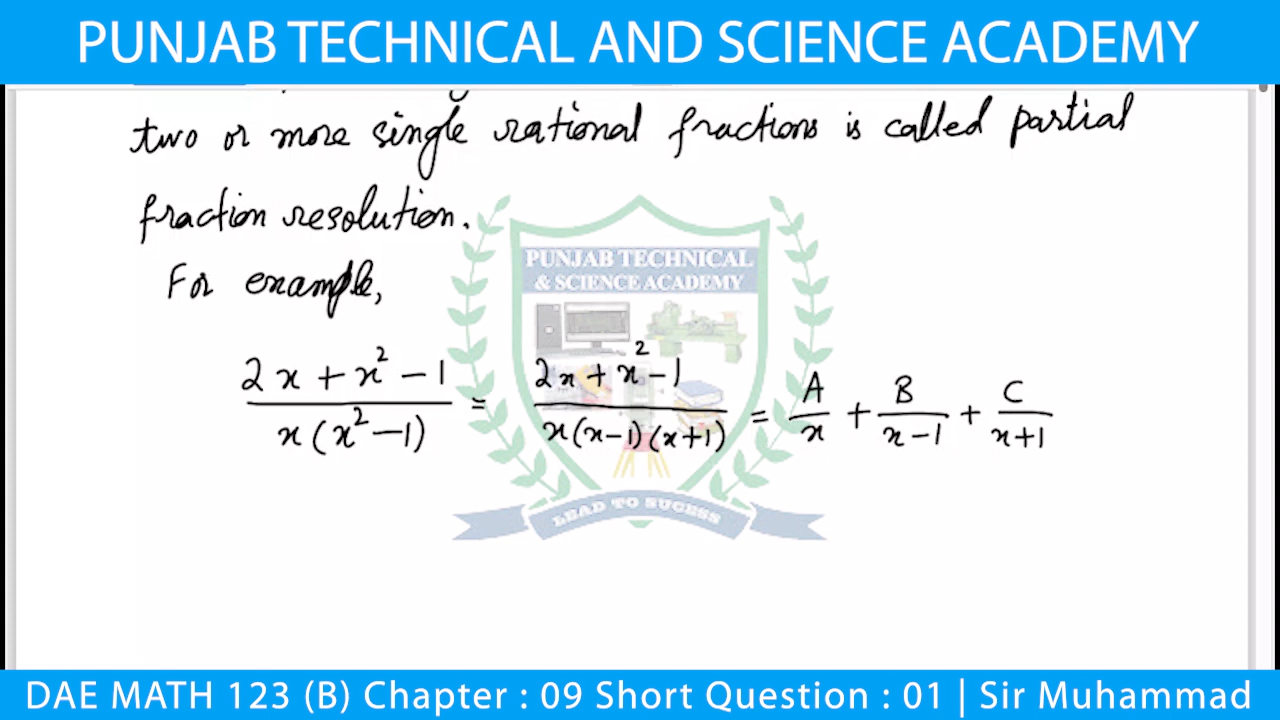 PUNJAB TECHNICAL AND SCIENCE ACADEMY
two or more single rational fractions is called partial
fraction resolution.
For example,
PUNJAB TECHNICAL
& SCIENCE ACADEMY
(2x + x² - 1)/(x(x² - 1)) = (2x + x² - 1)/(x(x-1)(x+1)) = A/x + B/(x-1) + C/(x+1)
LEAD TO SUCESS
DAE MATH 123 (B) Chapter : 09 Short Question : 01 | Sir Muhammad